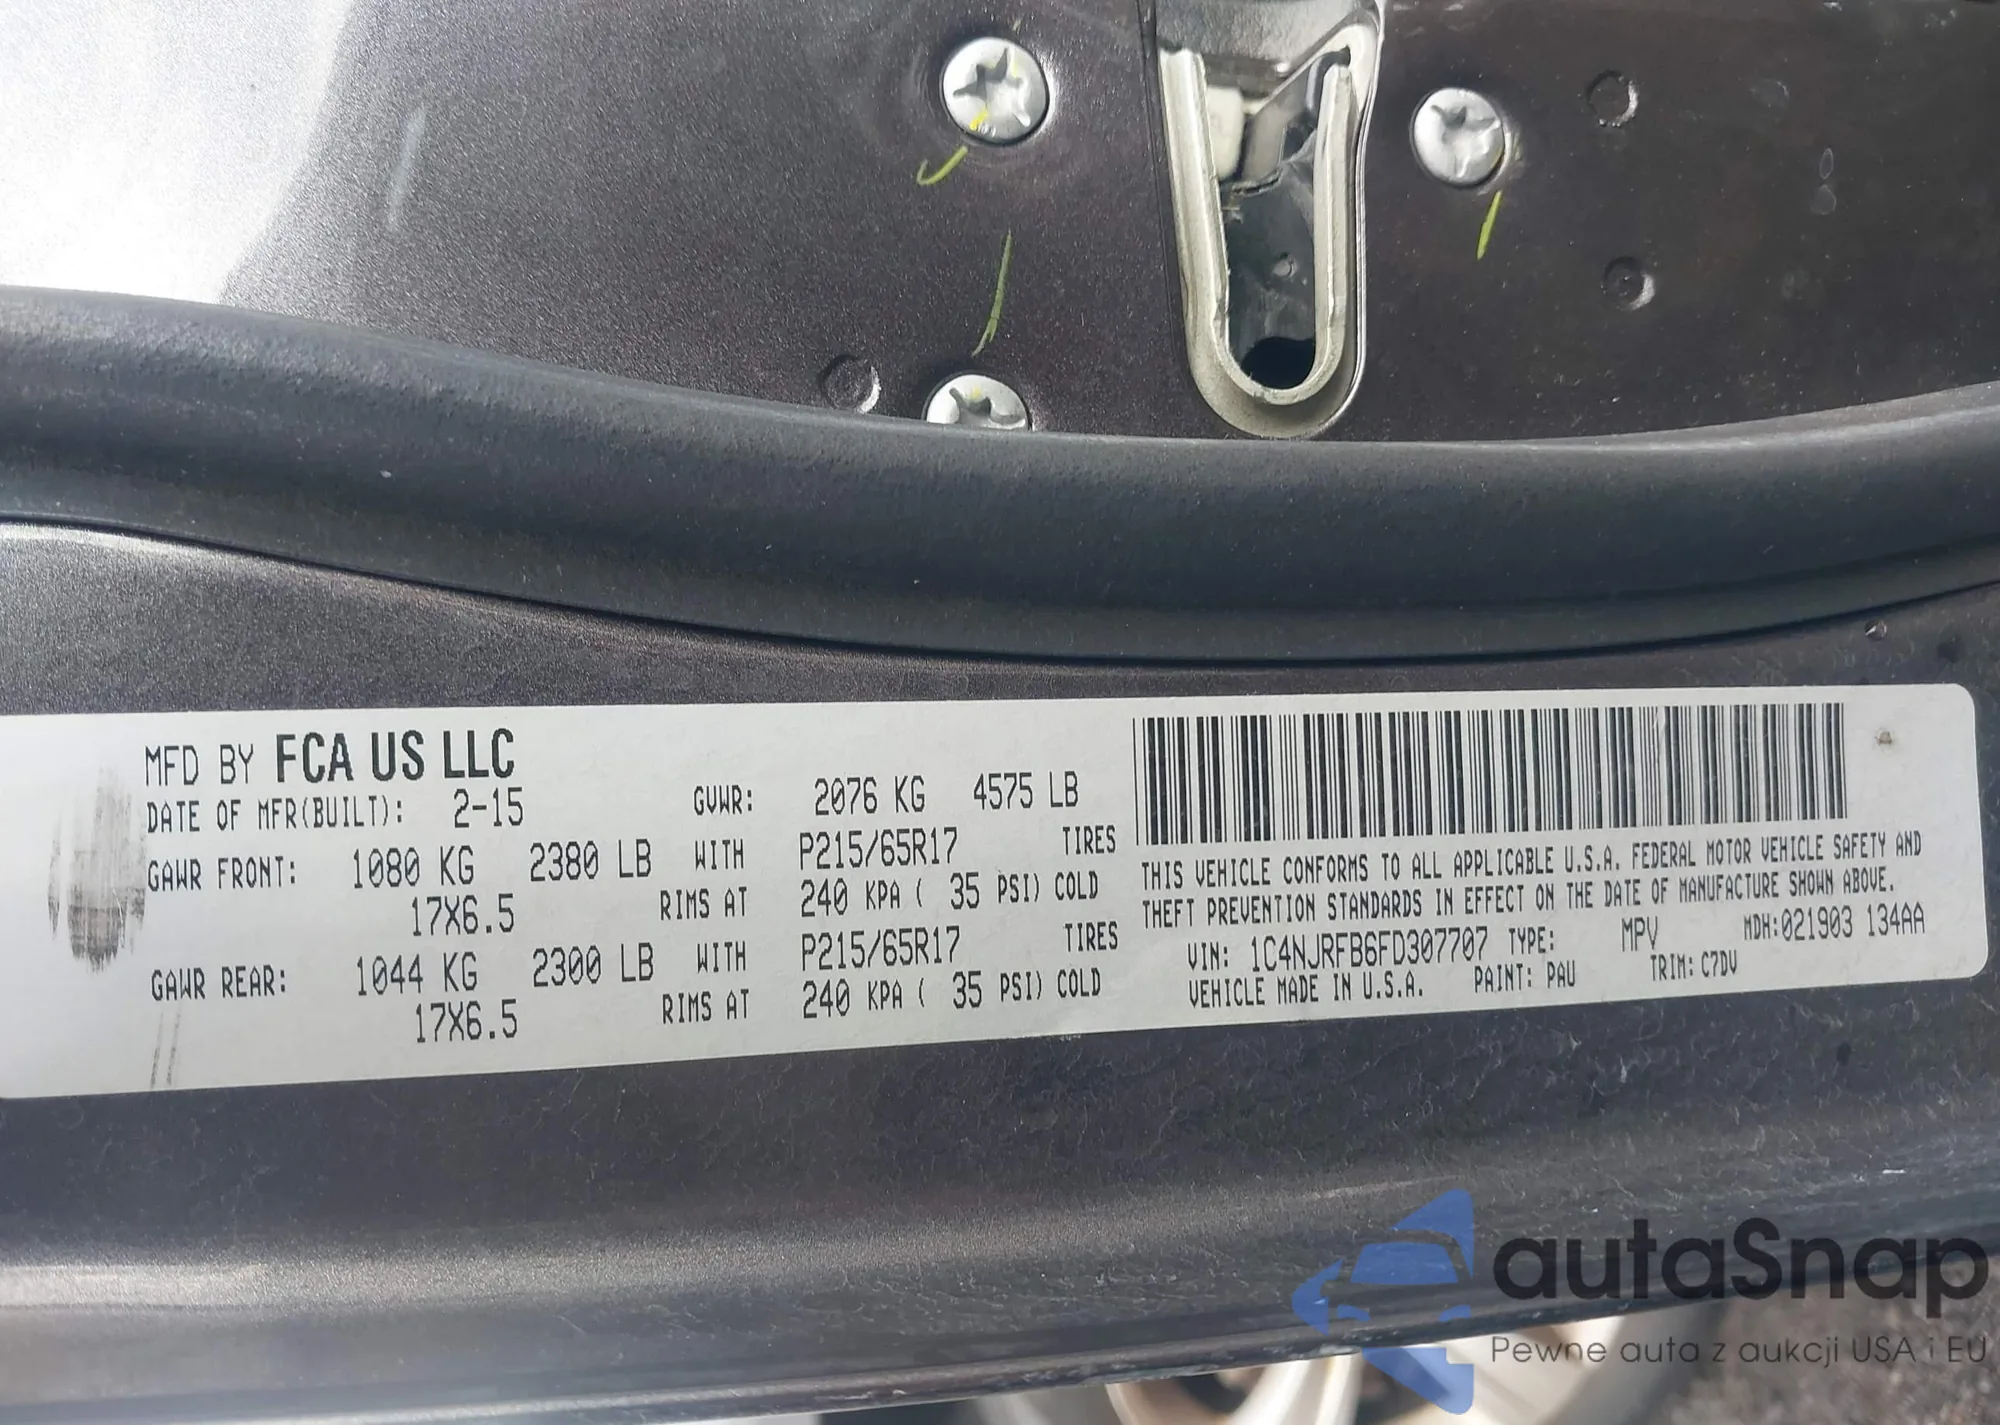 MFD BY FCA US LLC
DATE OF MFR(BUILT): 2-15 GVWR: 2076 KG 4575 LB
GAWR FRONT: 1080 KG 2380 LB WITH P215/65R17 TIRES
17X6.5 RIMS AT 240 KPA ( 35 PSI) COLD
GAWR REAR: 1044 KG 2300 LB WITH P215/65R17 TIRES
17X6.5 RIMS AT 240 KPA ( 35 PSI) COLD
THIS VEHICLE CONFORMS TO ALL APPLICABLE U.S.A. FEDERAL MOTOR VEHICLE SAFETY AND
THEFT PREVENTION STANDARDS IN EFFECT ON THE DATE OF MANUFACTURE SHOWN ABOVE.
VIN: 1C4NJRFB6FD307707 TYPE: MPV MDH:021903 134AA
VEHICLE MADE IN U.S.A. PAINT: PAU TRIM: C7DV
autaSnap
Pewne auta z aukcji USA i EU